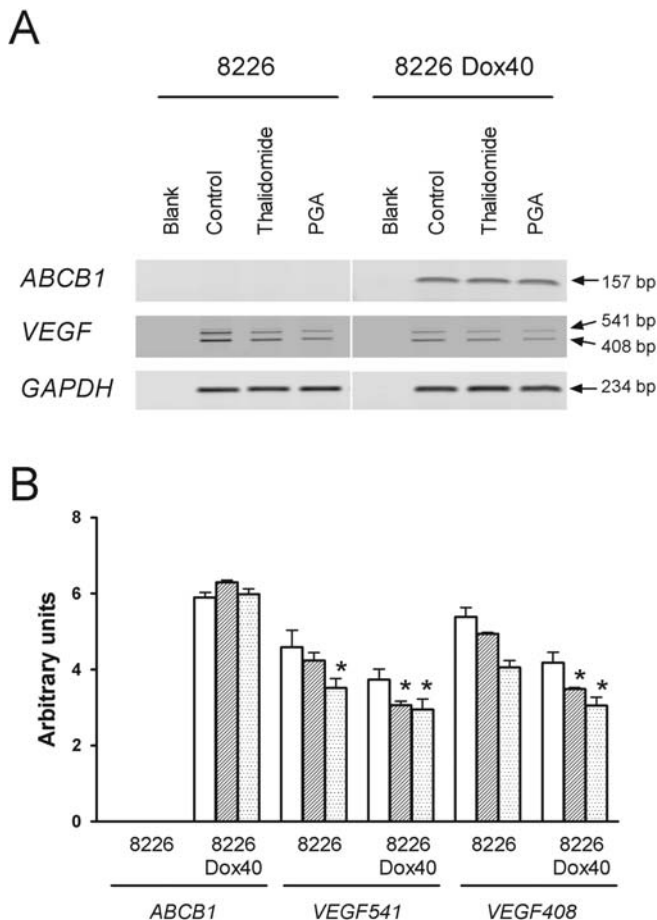 A
8226 8226 Dox40
Blank Control Thalidomide PGA Blank Control Thalidomide PGA
ABCB1 157 bp
VEGF 541 bp
408 bp
GAPDH 234 bp
B
8
6
4
2
0
Arbitrary units
* * * * *
8226 8226 8226 8226 8226 8226
Dox40 Dox40 Dox40
ABCB1 VEGF541 VEGF408